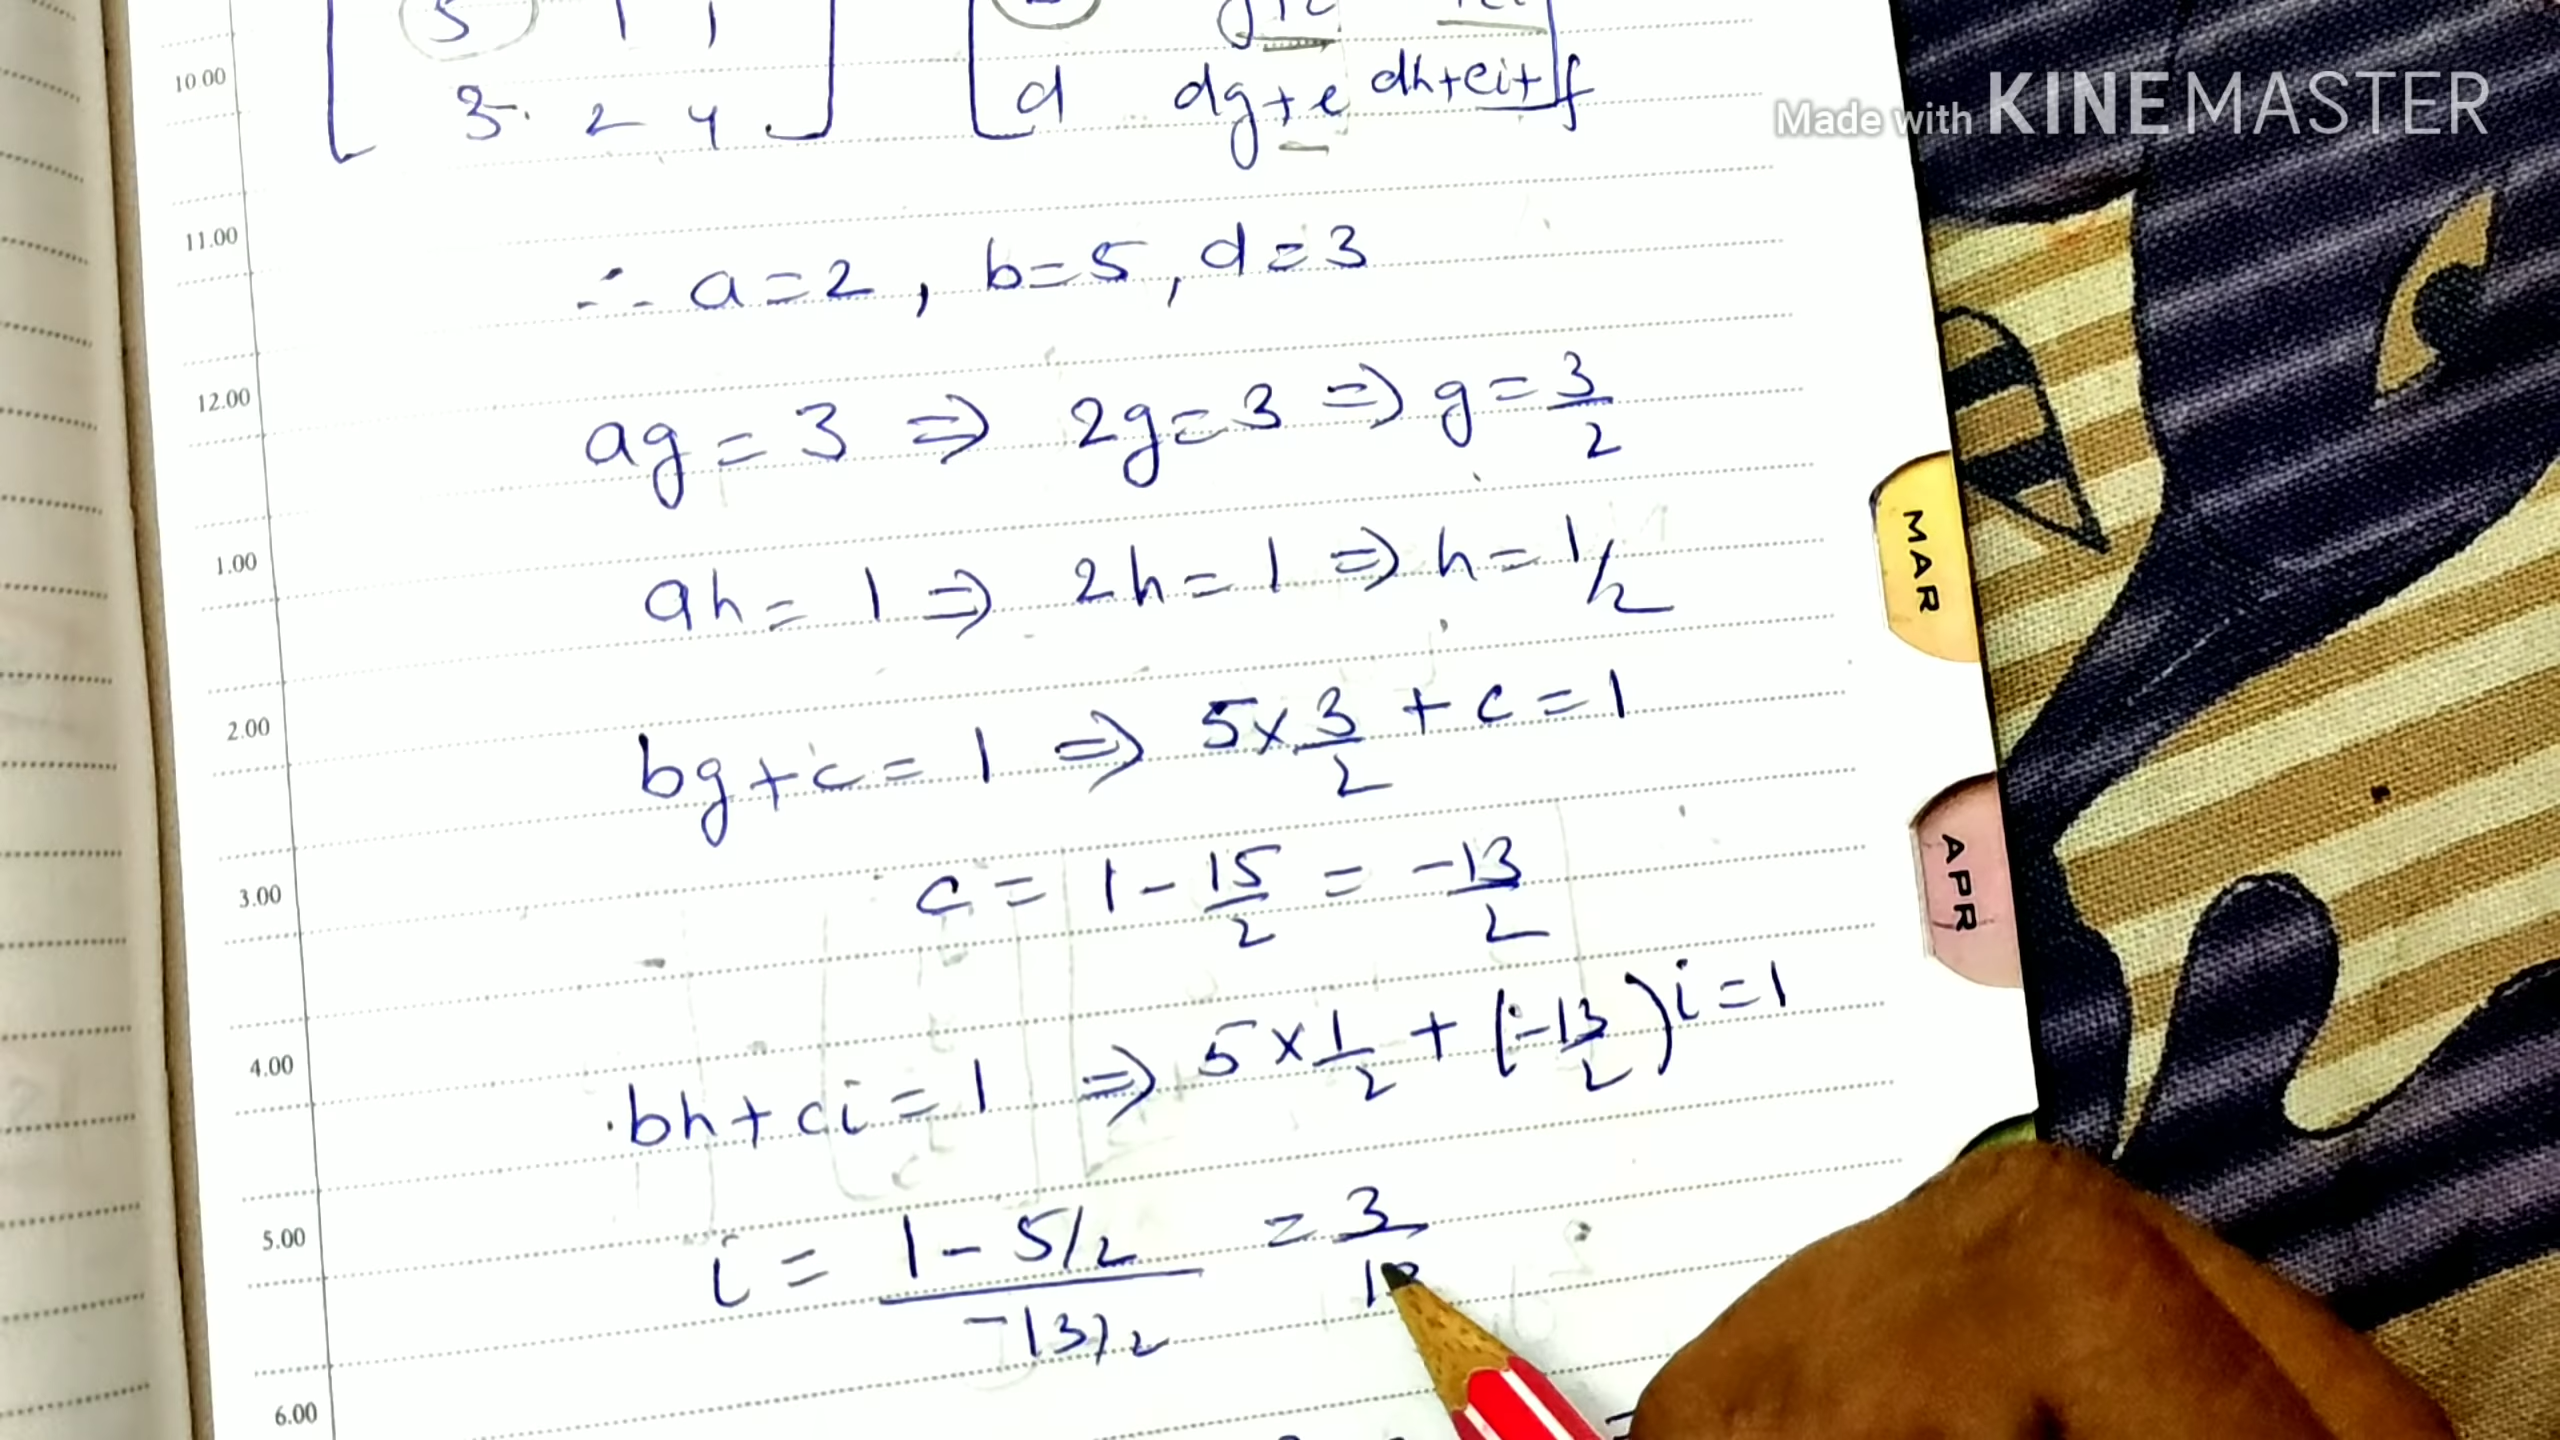 5 1 1
3 2 4
d dg+e dh+ei+f
∴ a=2, b=5, d=3
ag = 3 ⇒ 2g=3 ⇒ g=3/2
ah = 1 ⇒ 2h=1 ⇒ h=1/2
bg+c = 1 ⇒ 5×3/2 + c = 1
c = 1 - 15/2 = -13/2
bh+ci = 1 ⇒ 5×1/2 + (-13/2)i = 1
i = (1 - 5/2)/(-13/2) = 3/
10 00
11.00
12.00
1.00
2.00
3.00
4.00
5.00
6.00
MAR
APR
Made with KINEMASTER